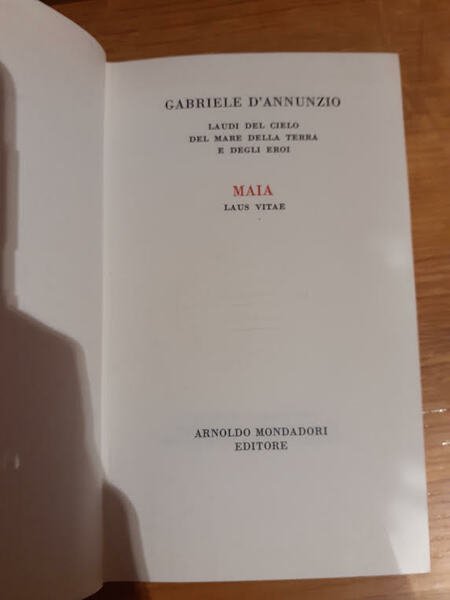 GABRIELE D'ANNUNZIO
LAUDI DEL CIELO
DEL MARE DELLA TERRA
E DEGLI EROI
MAIA
LAUS VITAE
ARNOLDO MONDADORI
EDITORE